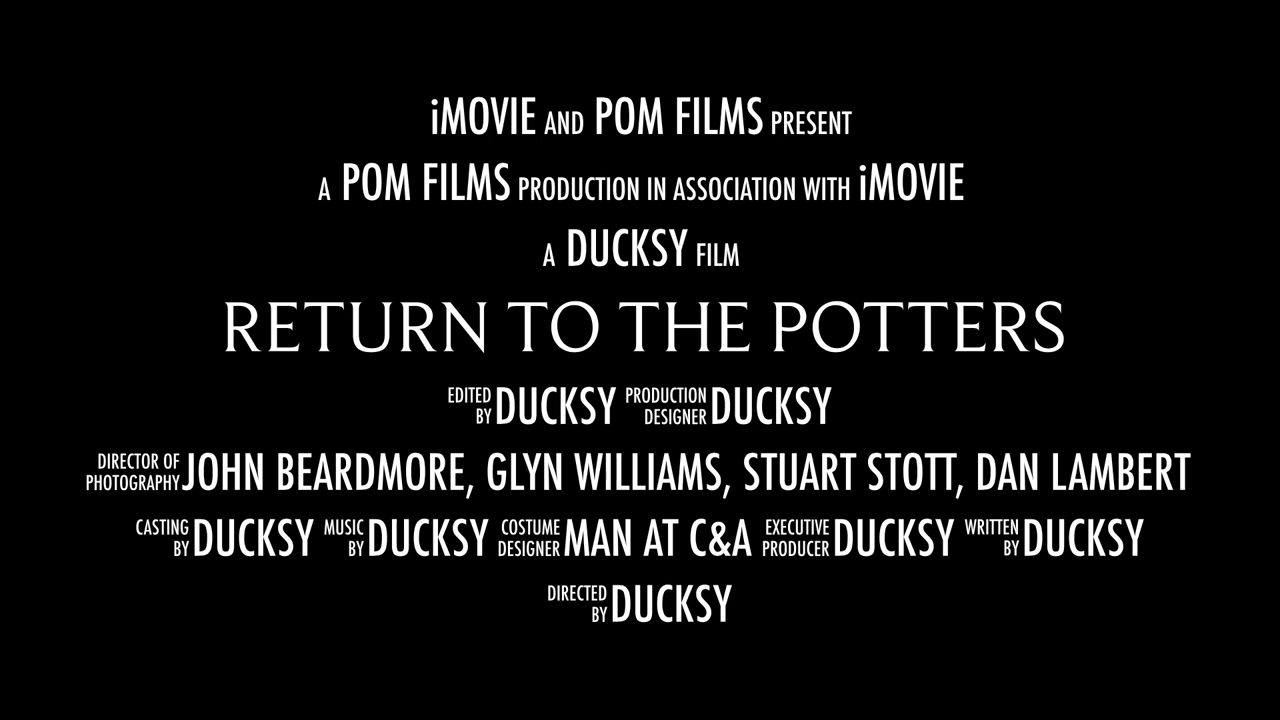 iMOVIE AND POM FILMS PRESENT
A POM FILMS PRODUCTION IN ASSOCIATION WITH iMOVIE
A DUCKSY FILM
RETURN TO THE POTTERS
EDITED BY DUCKSY PRODUCTION DESIGNER DUCKSY
DIRECTOR OF PHOTOGRAPHY JOHN BEARDMORE, GLYN WILLIAMS, STUART STOTT, DAN LAMBERT
CASTING BY DUCKSY MUSIC BY DUCKSY COSTUME DESIGNER MAN AT C&A EXECUTIVE PRODUCER DUCKSY WRITTEN BY DUCKSY
DIRECTED BY DUCKSY